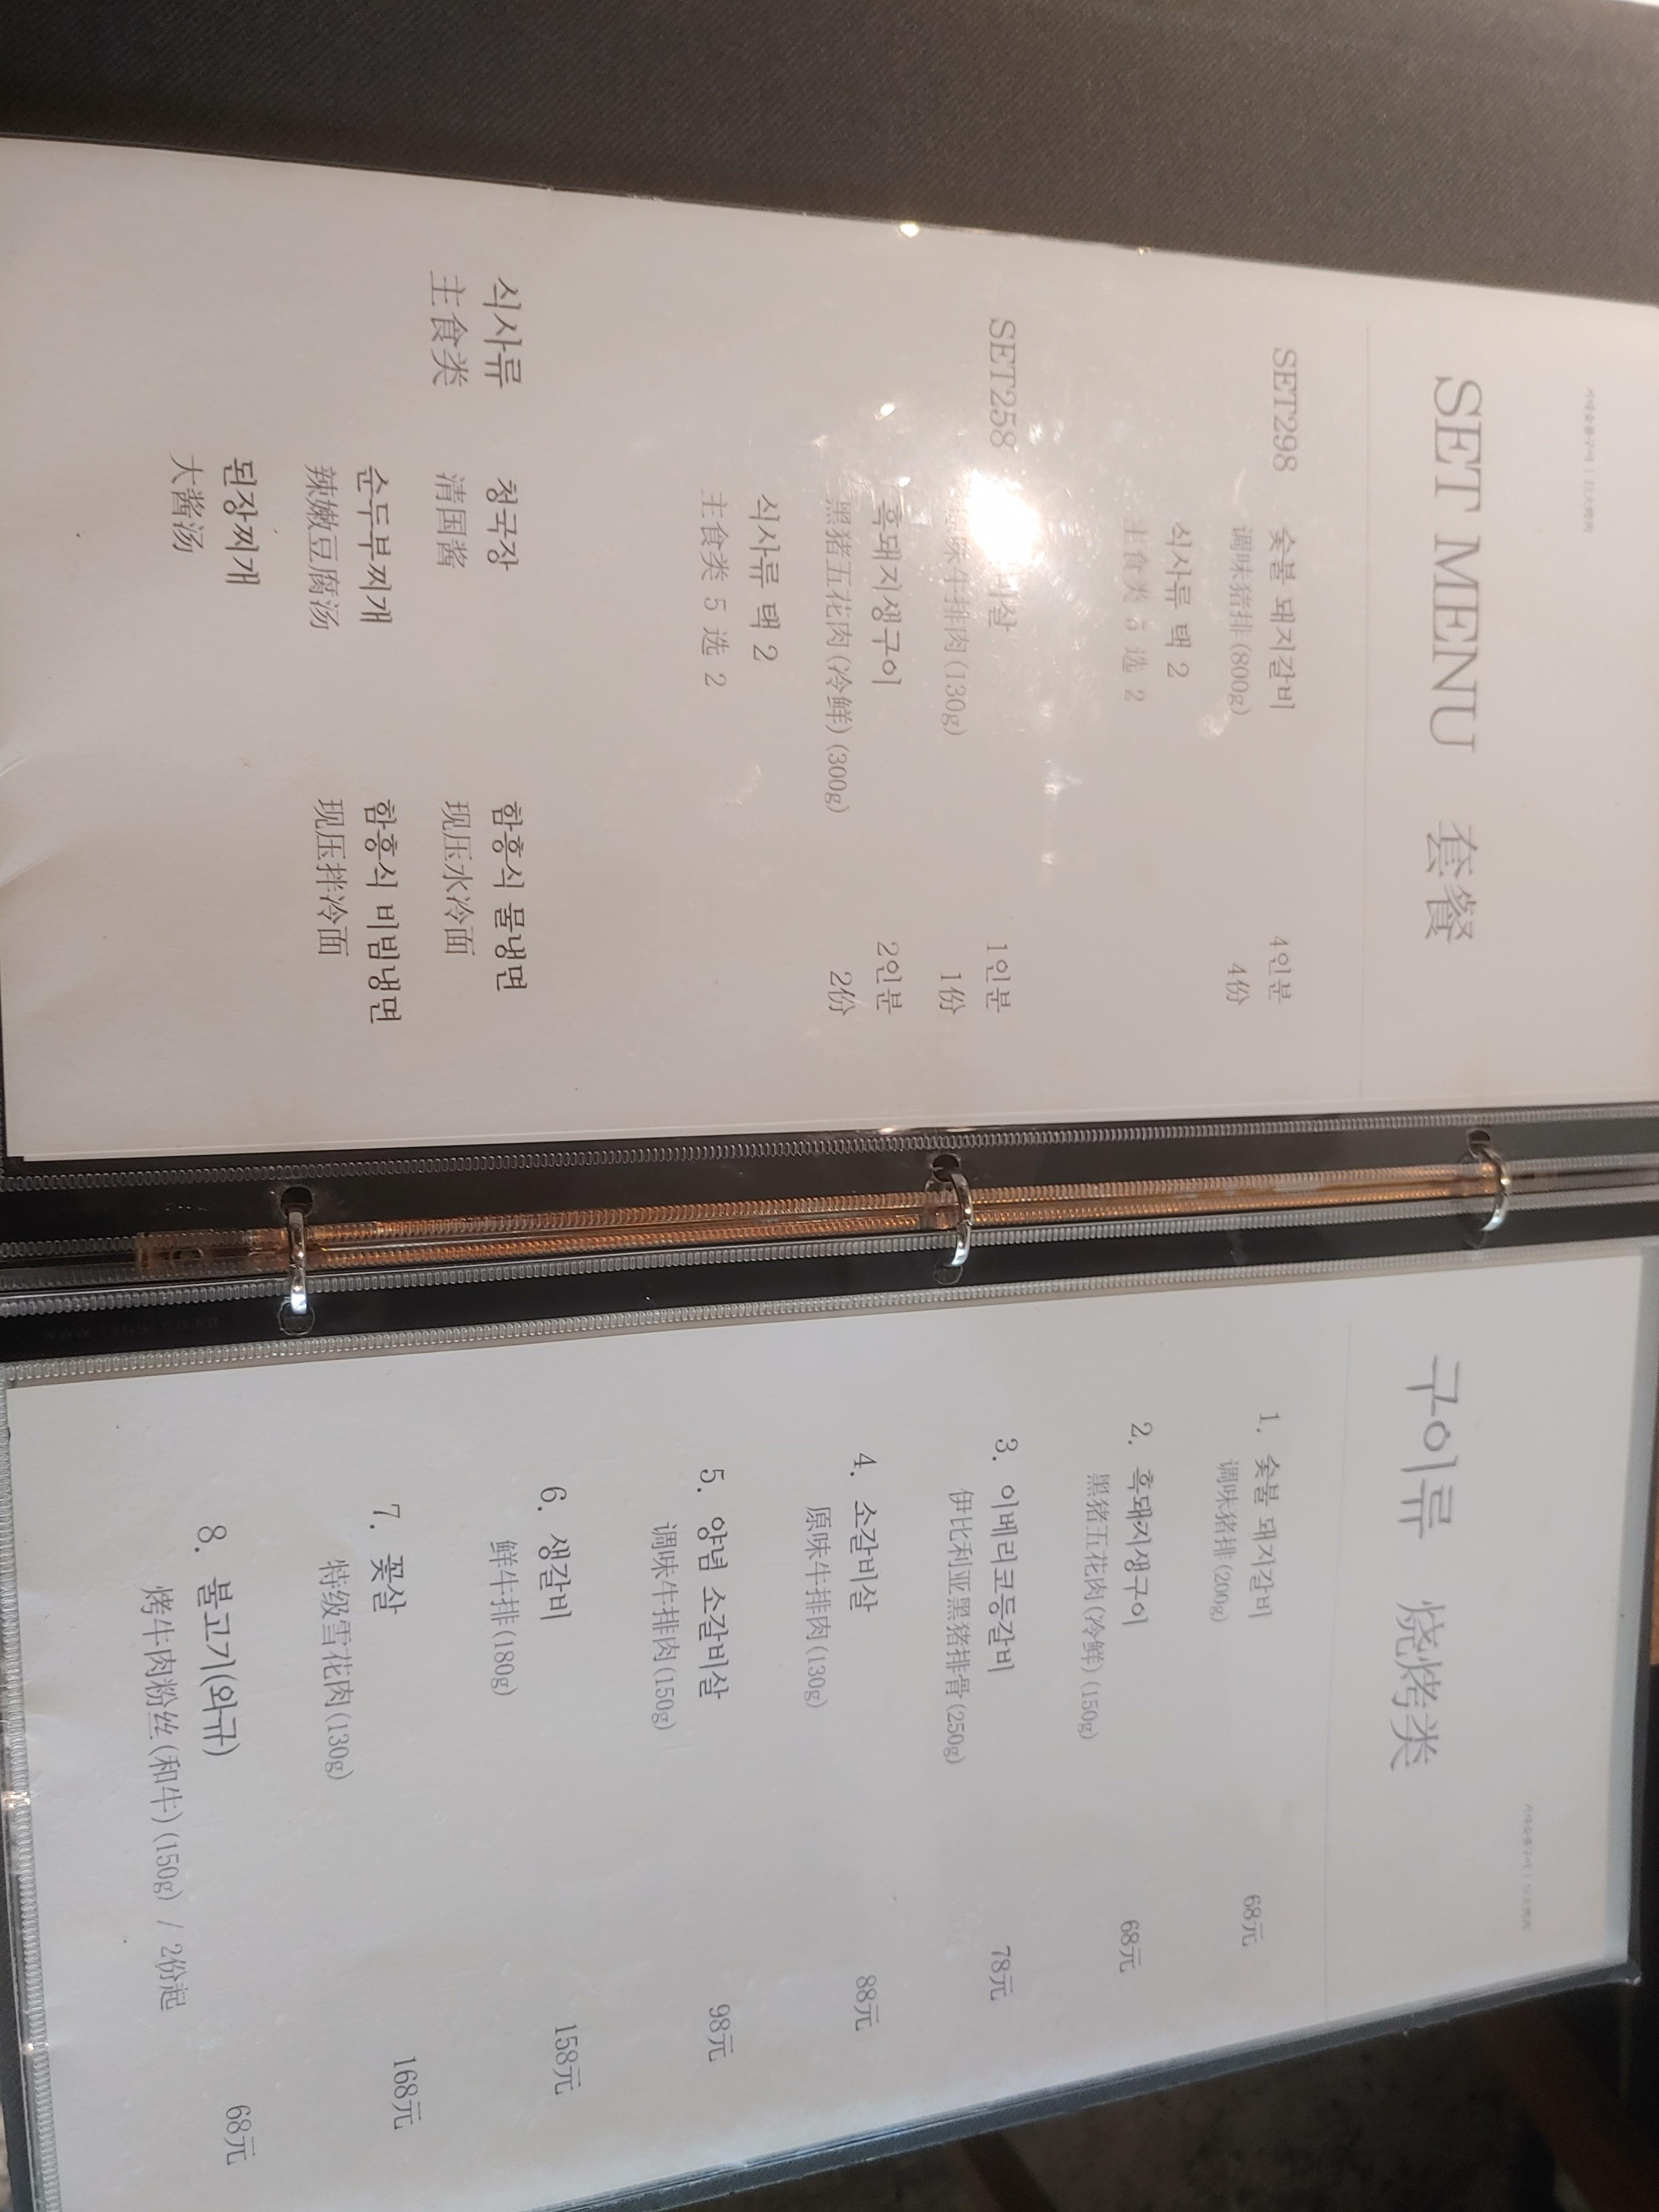 SET MENU 套餐
SET298 숯불 돼지갈비 4인분
调味猪排(800g) 4份
식사류 택 2
主食类 5 选 2
SET258 비살 1인분
味牛排肉(130g) 1份
흑돼지생구이 2인분
黑猪五花肉(冷鲜)(300g) 2份
식사류 택 2
主食类 5 选 2
식사류 청국장 함흥식 물냉면
主食类 清国酱 现压水冷面
순두부찌개 함흥식 비빔냉면
辣嫩豆腐汤 现压拌冷面
된장찌개
大酱汤
구이류 烧烤类
1. 숯불 돼지갈비 68元
调味猪排(200g)
2. 흑돼지생구이 68元
黑猪五花肉(冷鲜)(150g)
3. 이베리코등갈비 78元
伊比利亚黑猪排骨(250g)
4. 소갈비살 88元
原味牛排肉(130g)
5. 양념 소갈비살 98元
调味牛排肉(150g)
6. 생갈비 158元
鲜牛排(180g)
7. 꽃살 168元
特级雪花肉(130g)
8. 불고기(와규) 68元
烤牛肉粉丝(和牛)(150g) / 2份起